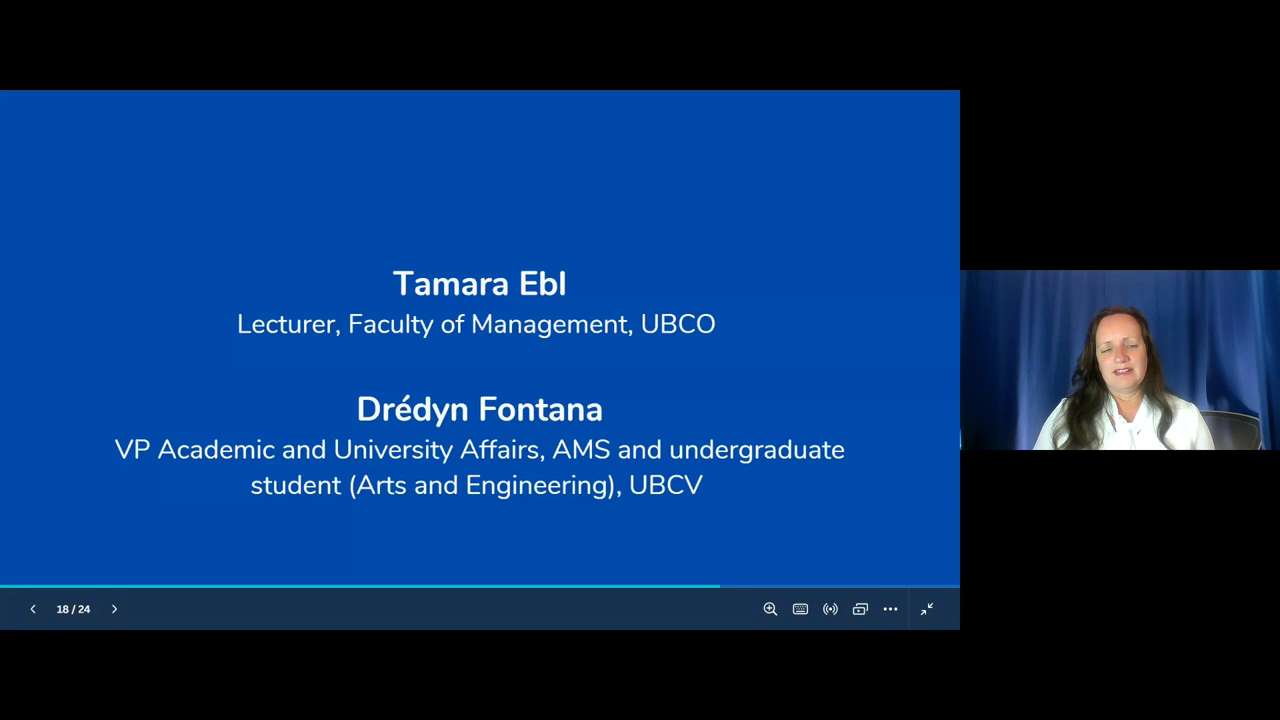 Tamara Ebl
Lecturer, Faculty of Management, UBCO
Drédyn Fontana
VP Academic and University Affairs, AMS and undergraduate
student (Arts and Engineering), UBCV
18 / 24